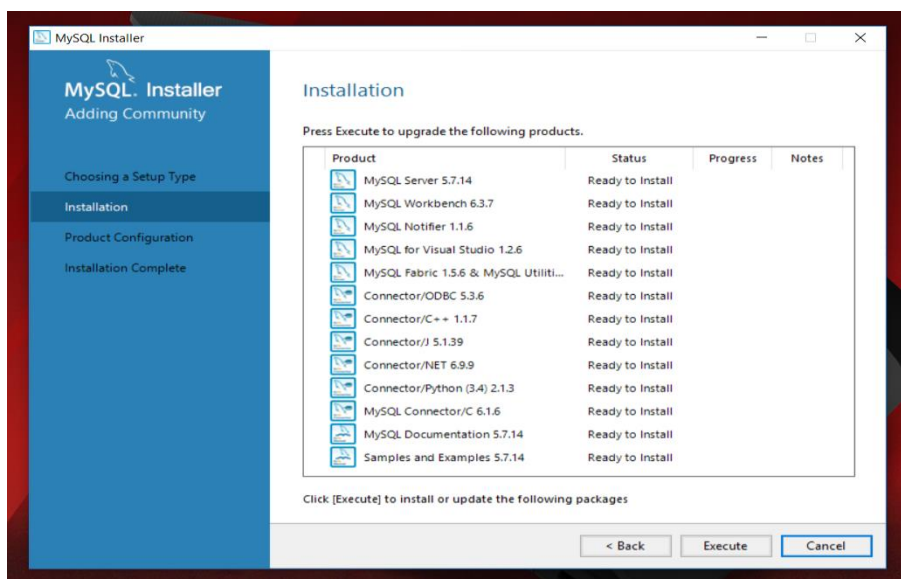 MySQL Installer
MySQL. Installer
Adding Community
Choosing a Setup Type
Installation
Product Configuration
Installation Complete
Installation
Press Execute to upgrade the following products.
Product Status Progress Notes
MySQL Server 5.7.14 Ready to Install
MySQL Workbench 6.3.7 Ready to Install
MySQL Notifier 1.1.6 Ready to Install
MySQL for Visual Studio 1.2.6 Ready to Install
MySQL Fabric 1.5.6 & MySQL Utiliti... Ready to Install
Connector/ODBC 5.3.6 Ready to Install
Connector/C++ 1.1.7 Ready to Install
Connector/J 5.1.39 Ready to Install
Connector/NET 6.9.9 Ready to Install
Connector/Python (3.4) 2.1.3 Ready to Install
MySQL Connector/C 6.1.6 Ready to Install
MySQL Documentation 5.7.14 Ready to Install
Samples and Examples 5.7.14 Ready to Install
Click [Execute] to install or update the following packages
< Back Execute Cancel